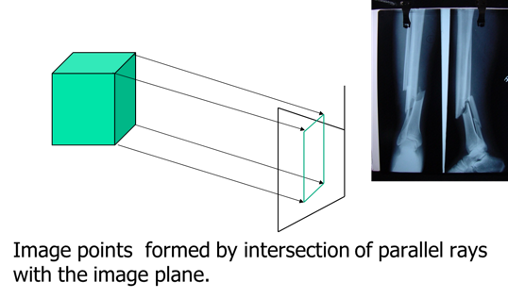 Image points formed by intersection of parallel rays
with the image plane.